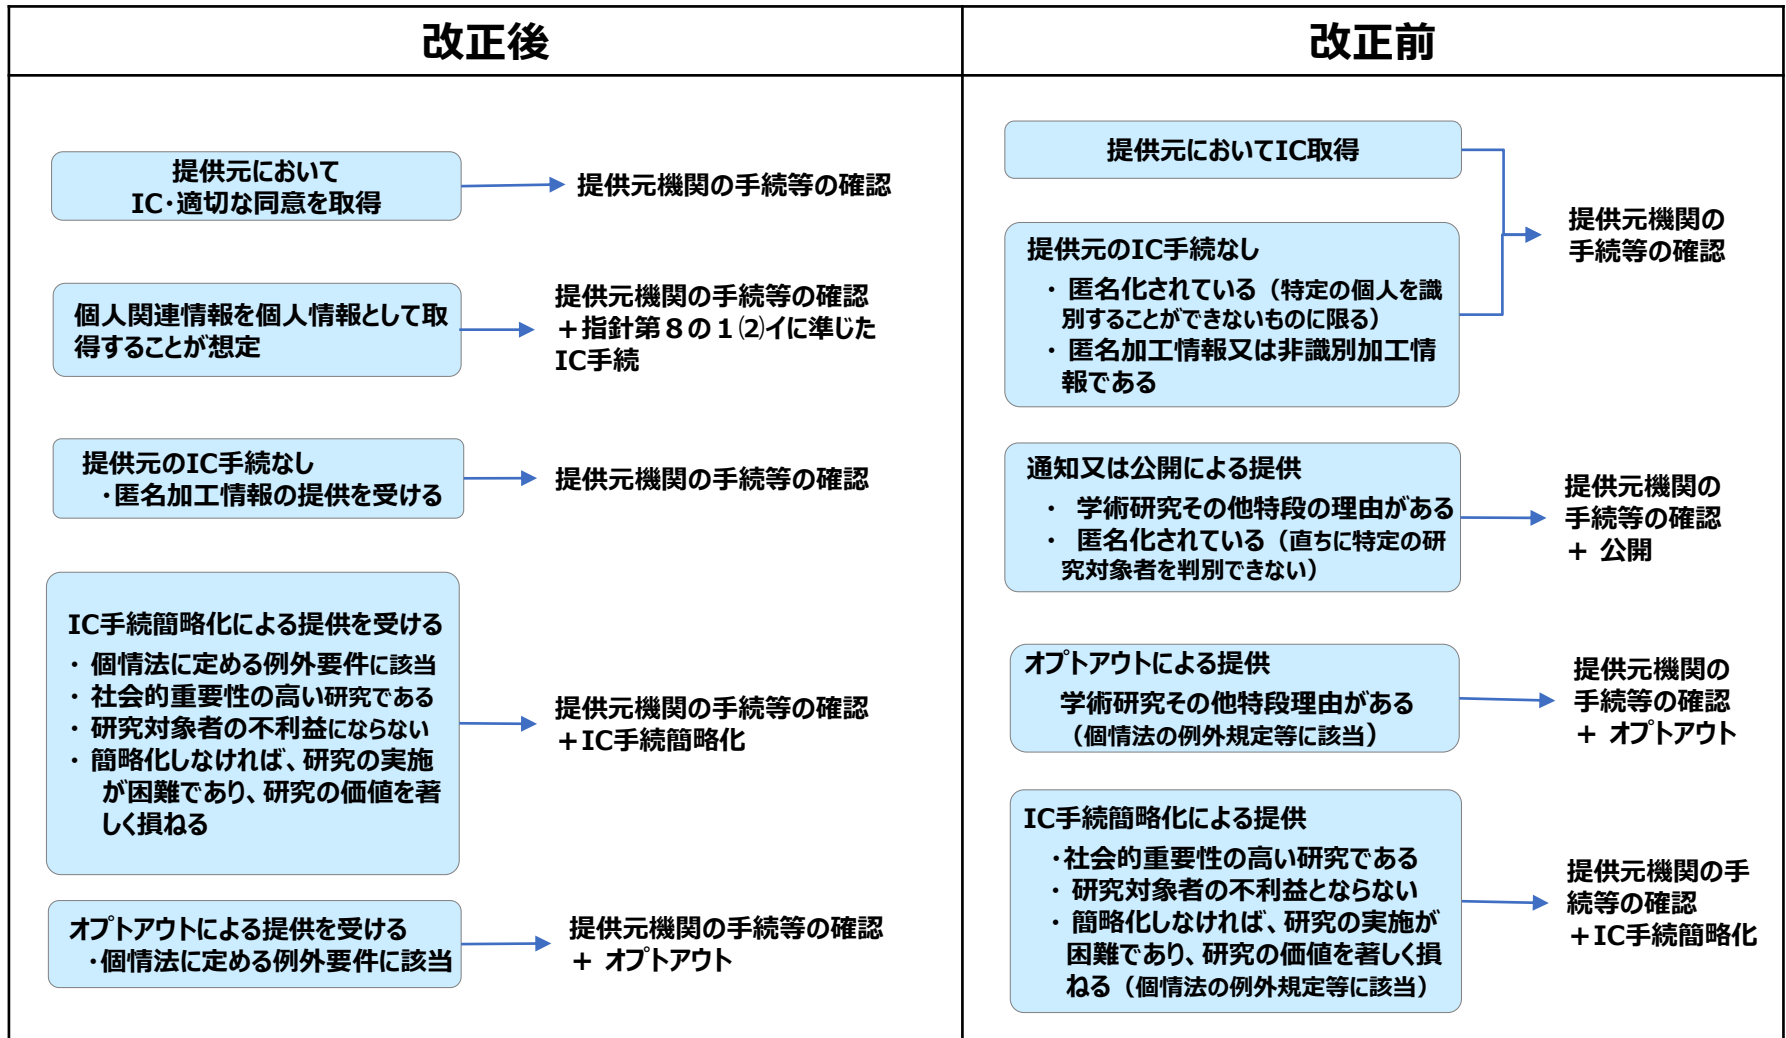 改正後
提供元において
IC・適切な同意を取得
提供元機関の手続等の確認
個人関連情報を個人情報として取
得することが想定
提供元機関の手続等の確認
＋指針第８の１⑵イに準じた
IC手続
提供元のIC手続なし
・匿名加工情報の提供を受ける
提供元機関の手続等の確認
IC手続簡略化による提供を受ける
・ 個情法に定める例外要件に該当
・ 社会的重要性の高い研究である
・ 研究対象者の不利益にならない
・ 簡略化しなければ、研究の実施
が困難であり、研究の価値を著
しく損ねる
提供元機関の手続等の確認
＋IC手続簡略化
オプトアウトによる提供を受ける
・個情法に定める例外要件に該当
提供元機関の手続等の確認
＋ オプトアウト
改正前
提供元においてIC取得
提供元のIC手続なし
・ 匿名化されている（特定の個人を識
別することができないものに限る）
・ 匿名加工情報又は非識別加工情
報である
提供元機関の
手続等の確認
通知又は公開による提供
・ 学術研究その他特段の理由がある
・ 匿名化されている（直ちに特定の研
究対象者を判別できない）
提供元機関の
手続等の確認
＋ 公開
オプトアウトによる提供
学術研究その他特段理由がある
（個情法の例外規定等に該当）
提供元機関の
手続等の確認
＋ オプトアウト
IC手続簡略化による提供
・社会的重要性の高い研究である
・ 研究対象者の不利益とならない
・ 簡略化しなければ、研究の実施が
困難であり、研究の価値を著しく損
ねる（個情法の例外規定等に該当）
提供元機関の手
続等の確認
＋IC手続簡略化